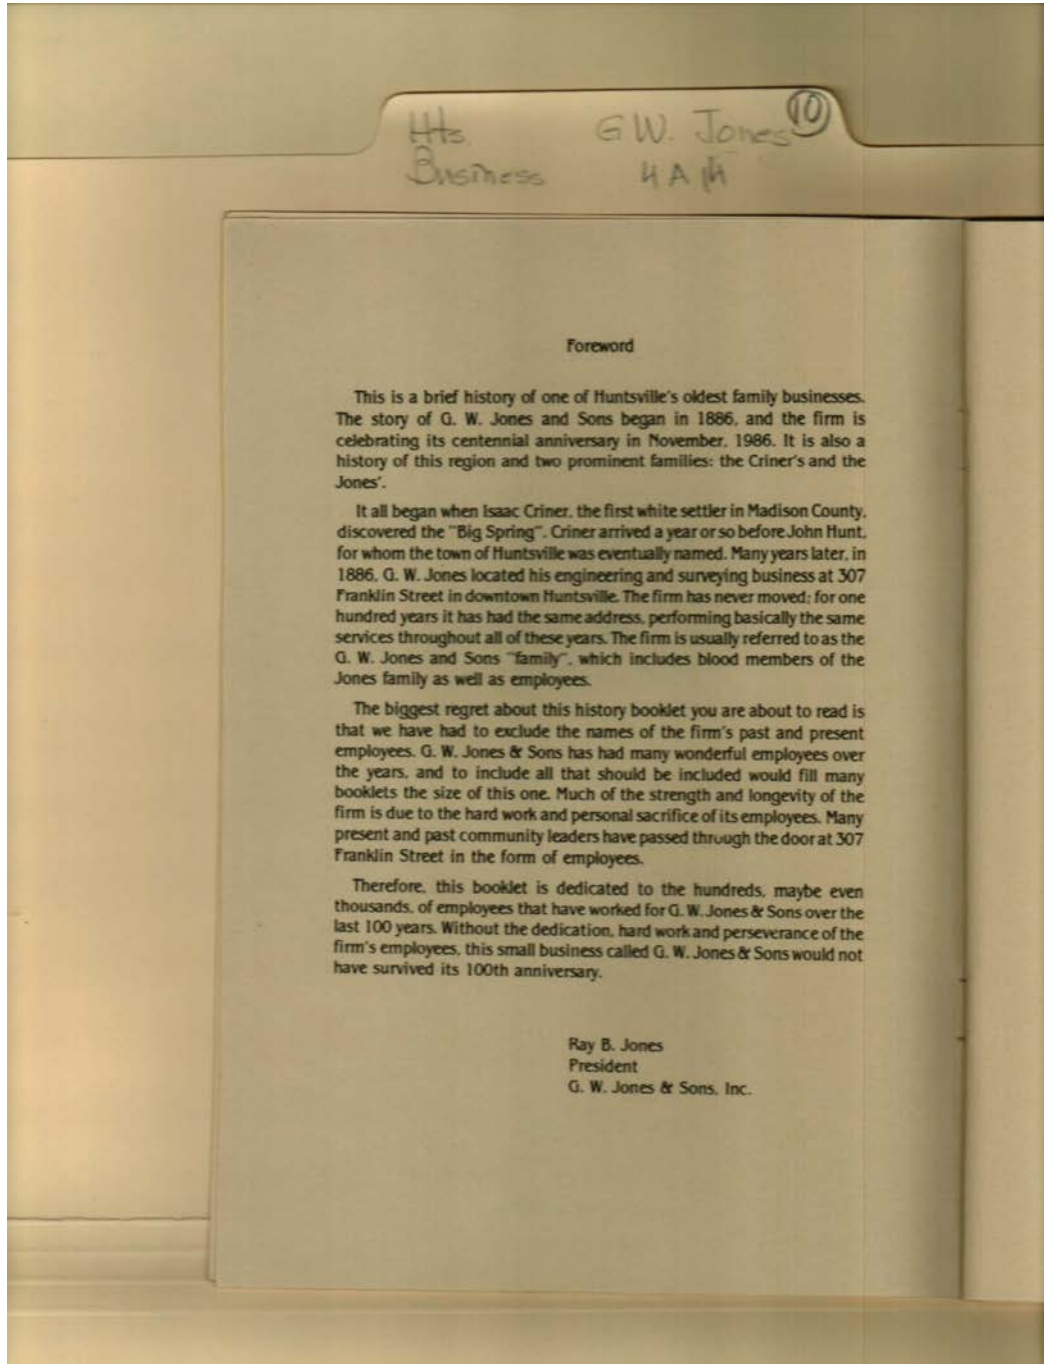 Hts. G W. Jones 10
Business 4 A
Foreword
This is a brief history of one of Huntsville's oldest family businesses.
The story of G. W. Jones and Sons began in 1886, and the firm is
celebrating its centennial anniversary in November, 1986. It is also a
history of this region and two prominent families: the Criner's and the
Jones'.
It all began when Isaac Criner, the first white settler in Madison County,
discovered the "Big Spring". Criner arrived a year or so before John Hunt,
for whom the town of Huntsville was eventually named. Many years later, in
1886, G. W. Jones located his engineering and surveying business at 307
Franklin Street in downtown Huntsville. The firm has never moved; for one
hundred years it has had the same address, performing basically the same
services throughout all of these years. The firm is usually referred to as the
G. W. Jones and Sons "family", which includes blood members of the
Jones family as well as employees.
The biggest regret about this history booklet you are about to read is
that we have had to exclude the names of the firm's past and present
employees. G. W. Jones & Sons has had many wonderful employees over
the years, and to include all that should be included would fill many
booklets the size of this one. Much of the strength and longevity of the
firm is due to the hard work and personal sacrifice of its employees. Many
present and past community leaders have passed through the door at 307
Franklin Street in the form of employees.
Therefore, this booklet is dedicated to the hundreds, maybe even
thousands, of employees that have worked for G. W. Jones & Sons over the
last 100 years. Without the dedication, hard work and perseverance of the
firm's employees, this small business called G. W. Jones & Sons would not
have survived its 100th anniversary.
Ray B. Jones
President
G. W. Jones & Sons, Inc.